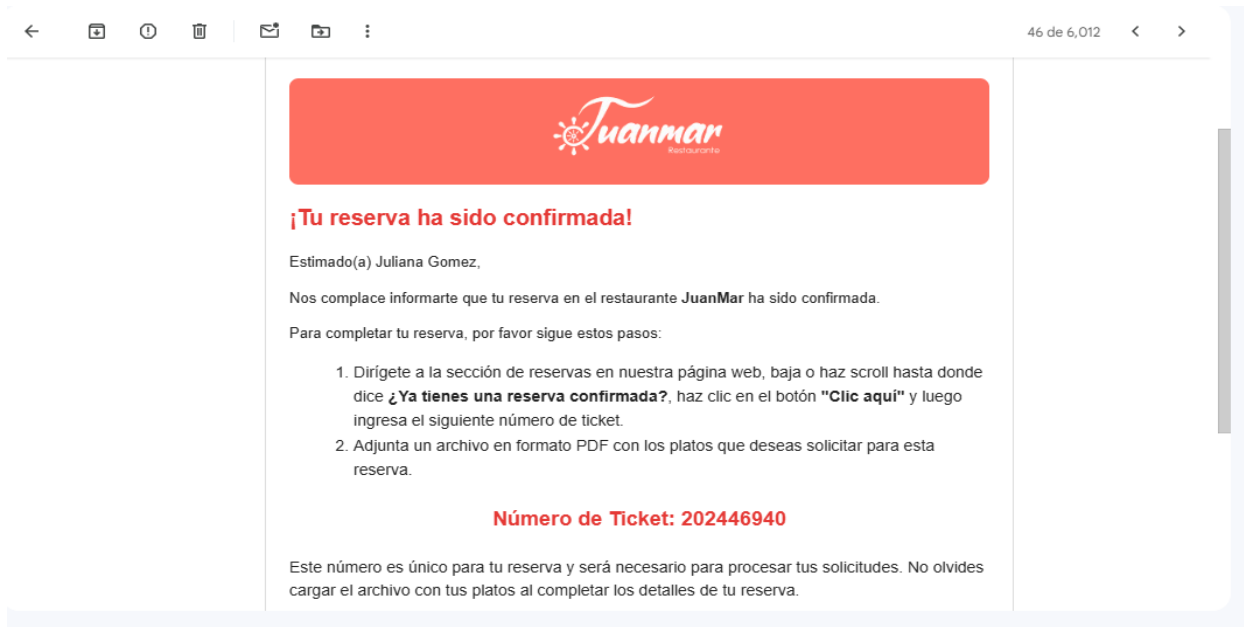 46 de 6,012
Juanmar
Restaurante
¡Tu reserva ha sido confirmada!
Estimado(a) Juliana Gomez,
Nos complace informarte que tu reserva en el restaurante JuanMar ha sido confirmada.
Para completar tu reserva, por favor sigue estos pasos:
1. Dirígete a la sección de reservas en nuestra página web, baja o haz scroll hasta donde
dice ¿Ya tienes una reserva confirmada?, haz clic en el botón "Clic aquí" y luego
ingresa el siguiente número de ticket.
2. Adjunta un archivo en formato PDF con los platos que deseas solicitar para esta
reserva.
Número de Ticket: 202446940
Este número es único para tu reserva y será necesario para procesar tus solicitudes. No olvides
cargar el archivo con tus platos al completar los detalles de tu reserva.